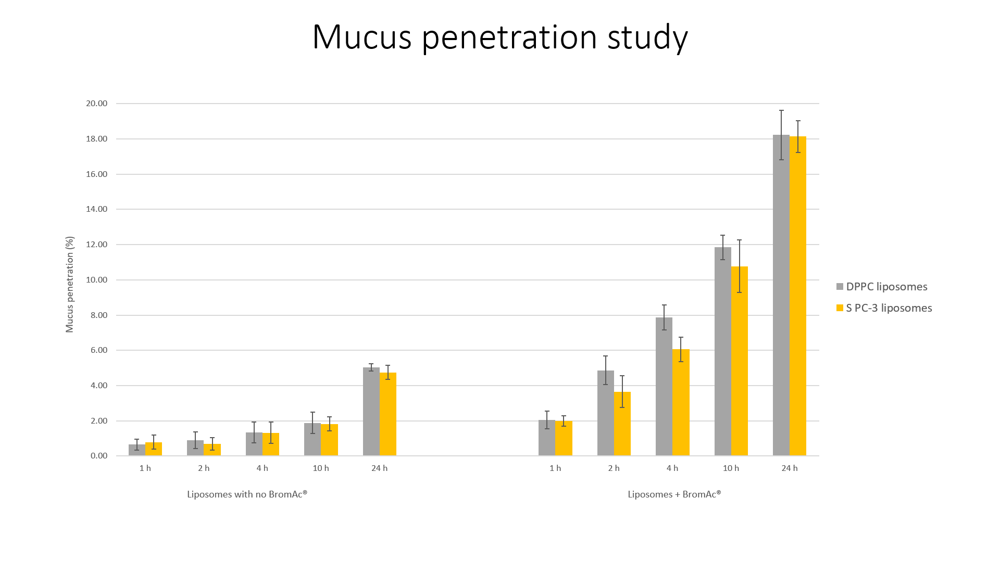 Mucus penetration study
20.00
18.00
16.00
14.00
12.00
10.00
8.00
6.00
4.00
2.00
0.00
Mucus penetration (%)
1 h 2 h 4 h 10 h 24 h 1 h 2 h 4 h 10 h 24 h
Liposomes with no BromAc® Liposomes + BromAc®
DPPC liposomes
S PC-3 liposomes